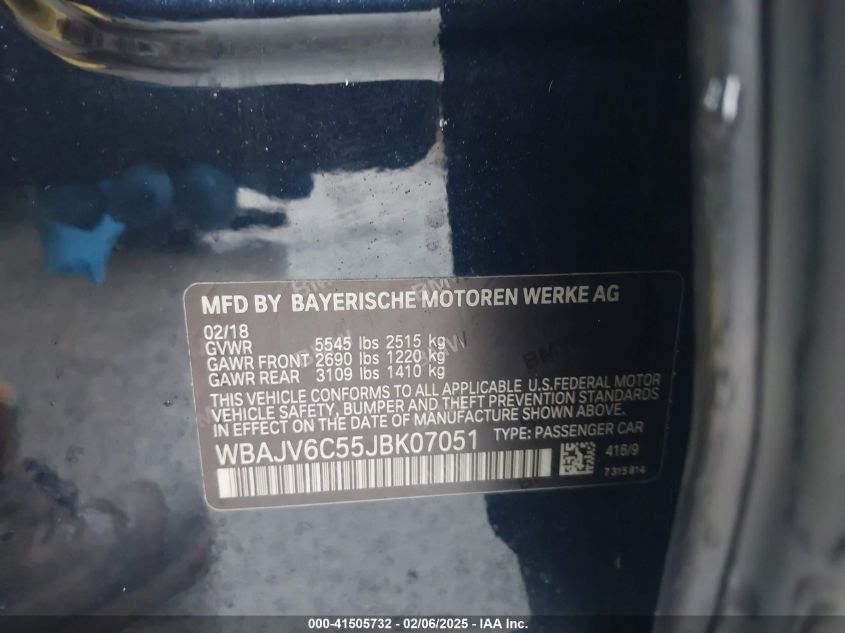 MFD BY BAYERISCHE MOTOREN WERKE AG
02/18
GVWR 5545 lbs 2515 kg
GAWR FRONT 2690 lbs 1220 kg
GAWR REAR 3109 lbs 1410 kg
THIS VEHICLE CONFORMS TO ALL APPLICABLE U.S.FEDERAL MOTOR
VEHICLE SAFETY, BUMPER AND THEFT PREVENTION STANDARDS
IN EFFECT ON THE DATE OF MANUFACTURE SHOWN ABOVE.
WBAJV6C55JBK07051 TYPE: PASSENGER CAR
416/9
7315814
000-41505732 - 02/06/2025 - IAA Inc.